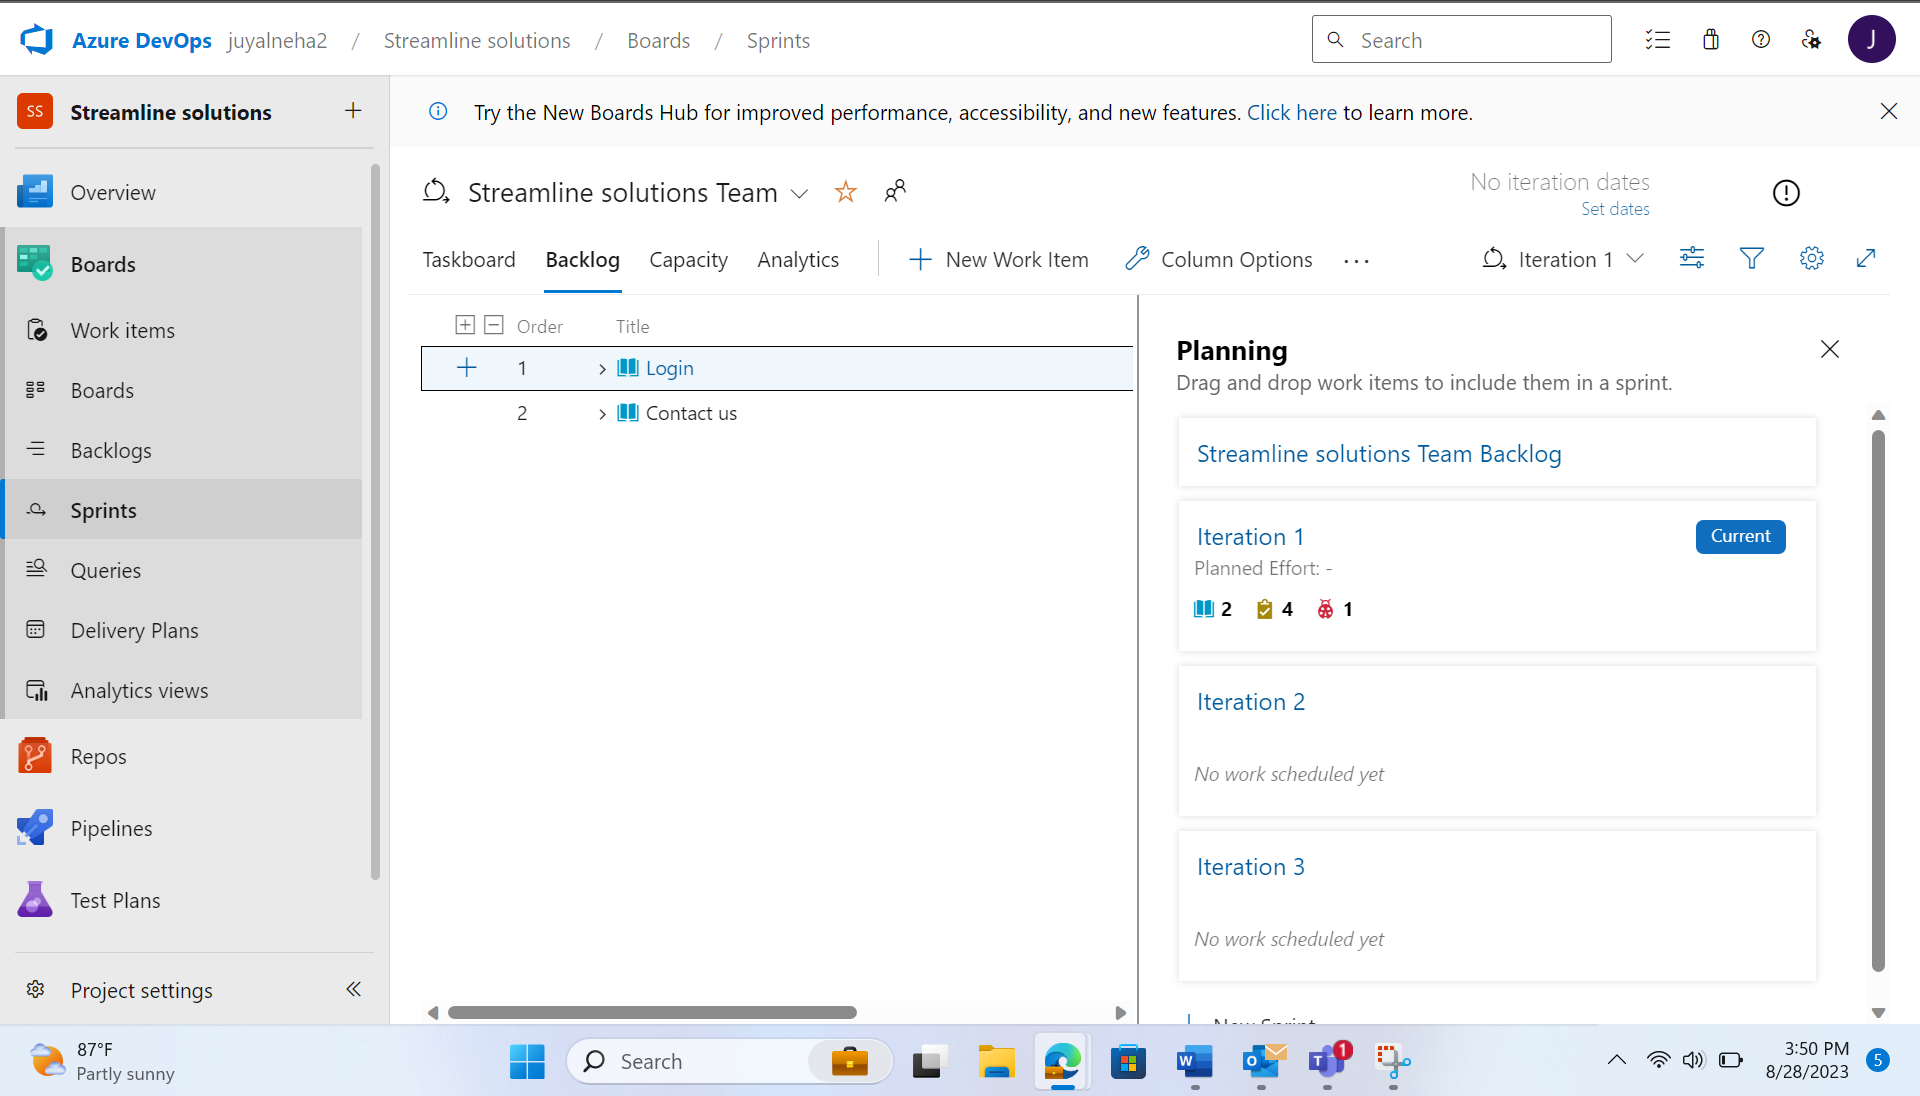 Azure DevOps juyalneha2 / Streamline solutions / Boards / Sprints
Search
J
SS Streamline solutions
Try the New Boards Hub for improved performance, accessibility, and new features. Click here to learn more.
Overview
Boards
Work items
Boards
Backlogs
Sprints
Queries
Delivery Plans
Analytics views
Repos
Pipelines
Test Plans
Project settings
Streamline solutions Team
No iteration dates
Set dates
Taskboard Backlog Capacity Analytics New Work Item Column Options Iteration 1
Order Title
1 Login
2 Contact us
Planning
Drag and drop work items to include them in a sprint.
Streamline solutions Team Backlog
Iteration 1 Current
Planned Effort: -
2 4 1
Iteration 2
No work scheduled yet
Iteration 3
No work scheduled yet
New Sprint
87°F
Partly sunny
Search
W
O
T 1
3:50 PM
8/28/2023
5